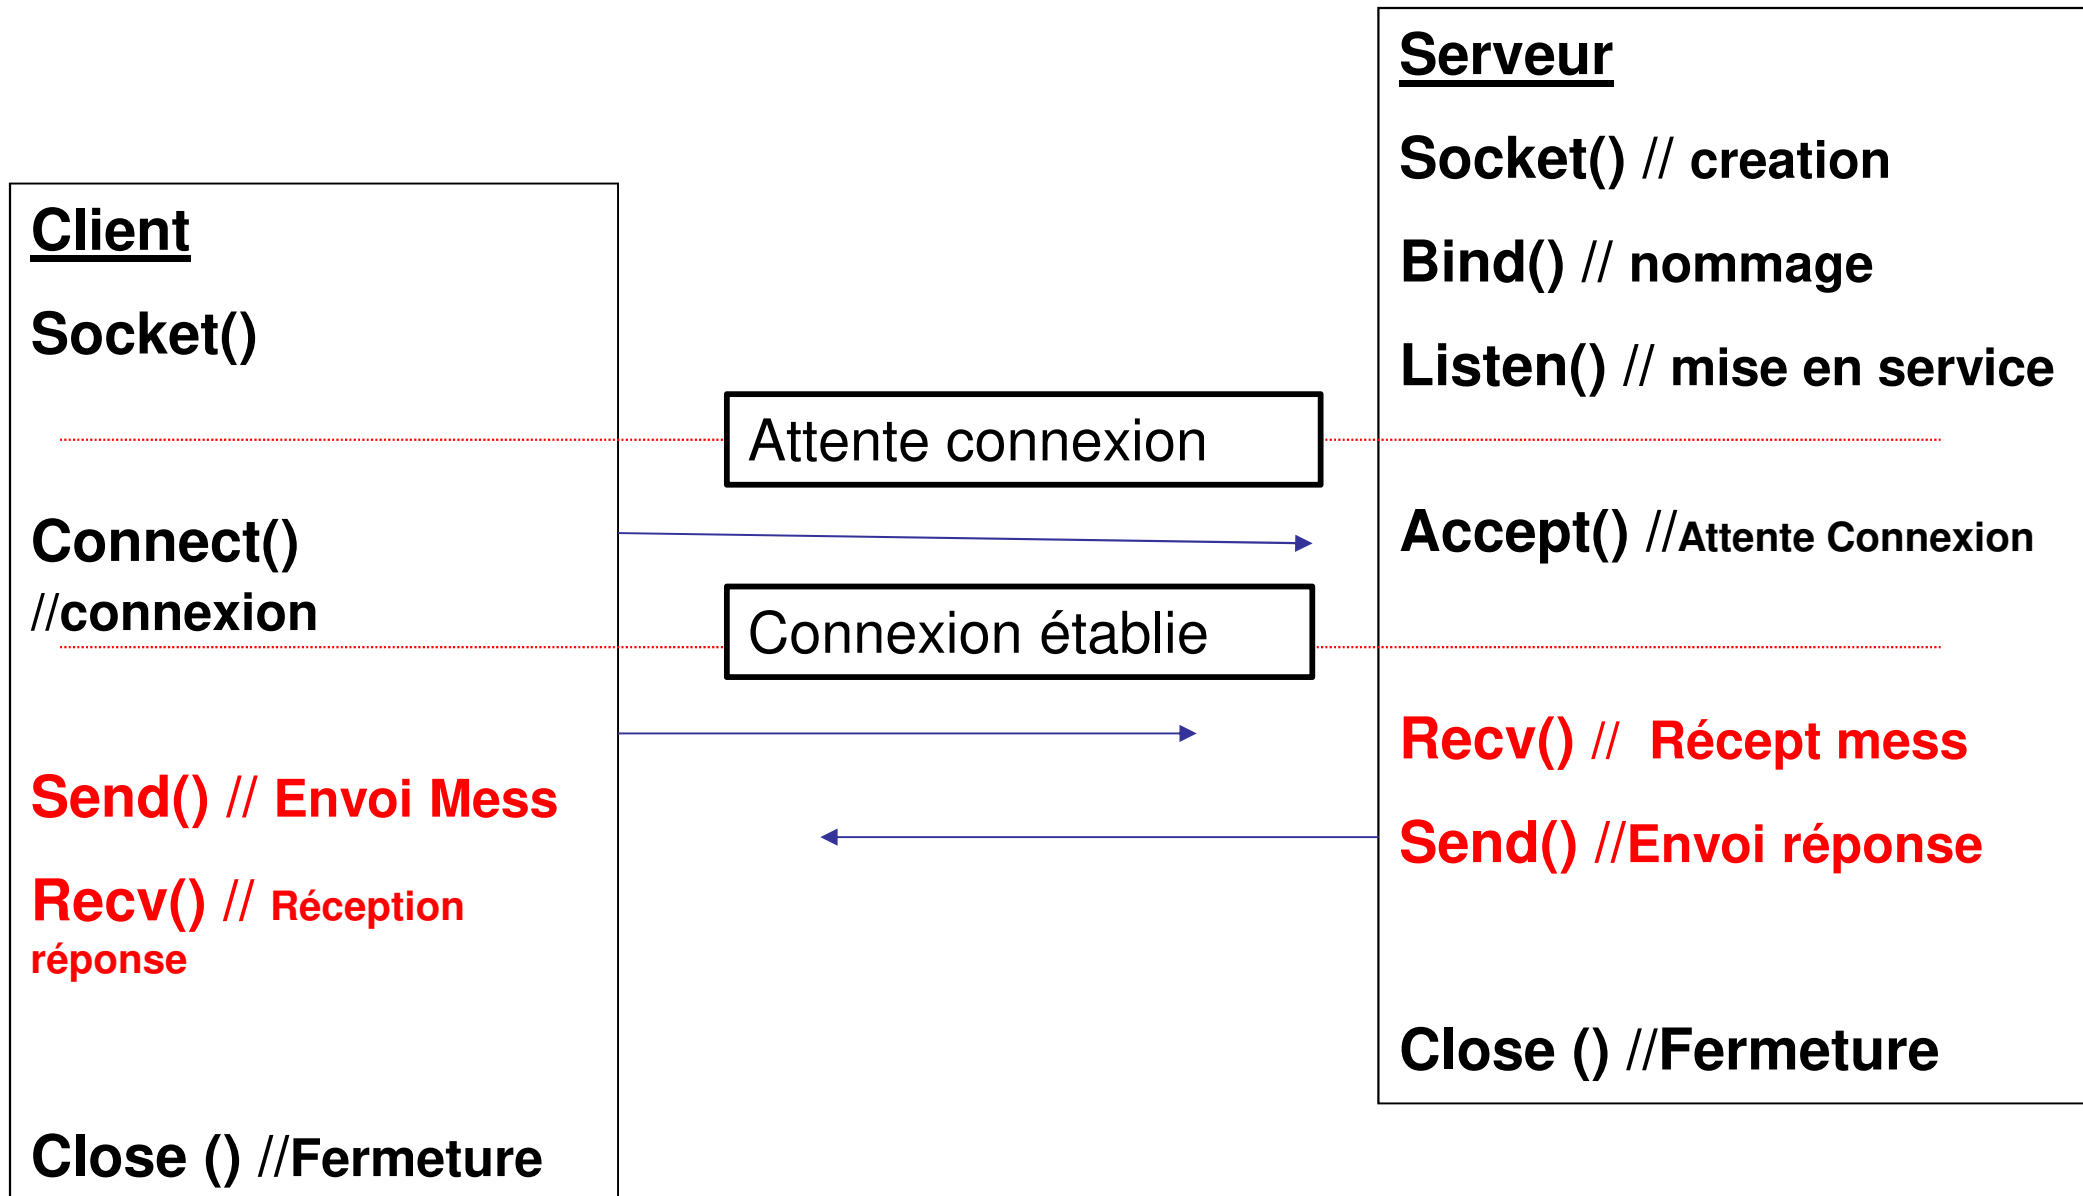 Client
Socket()
Connect()
//connexion
Send() // Envoi Mess
Recv() // Réception
réponse
Close () //Fermeture
Attente connexion
Connexion établie
Serveur
Socket() // creation
Bind() // nommage
Listen() // mise en service
Accept() //Attente Connexion
Recv() // Récept mess
Send() //Envoi réponse
Close () //Fermeture